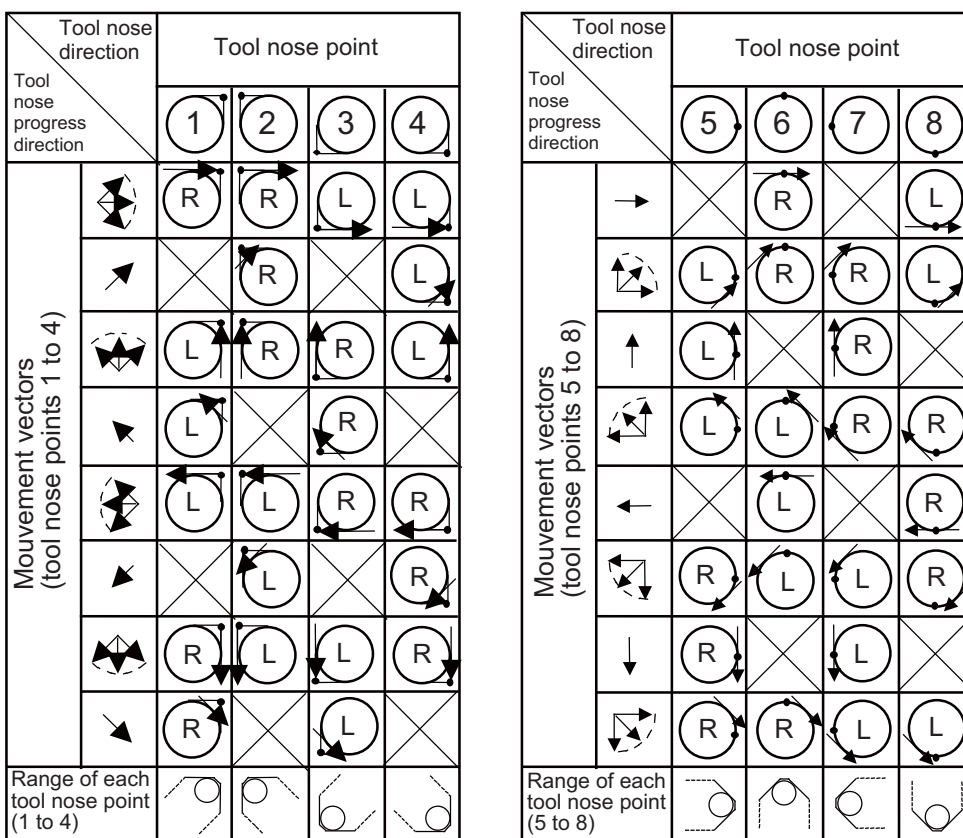 Tool nose
direction
Tool
nose
progress
direction
Tool nose point
1 2 3 4
Mouvement vectors
(tool nose points 1 to 4)
R R L L
R L
L R R L
L R
L L R R
L R
R L L R
R L
Range of each
tool nose point
(1 to 4)
Tool nose
direction
Tool
nose
progress
direction
Tool nose point
5 6 7 8
Mouvement vectors
(tool nose points 5 to 8)
R L
L R R L
L R
L L R R
L R
R L L R
R L
R R L L
Range of each
tool nose point
(5 to 8)